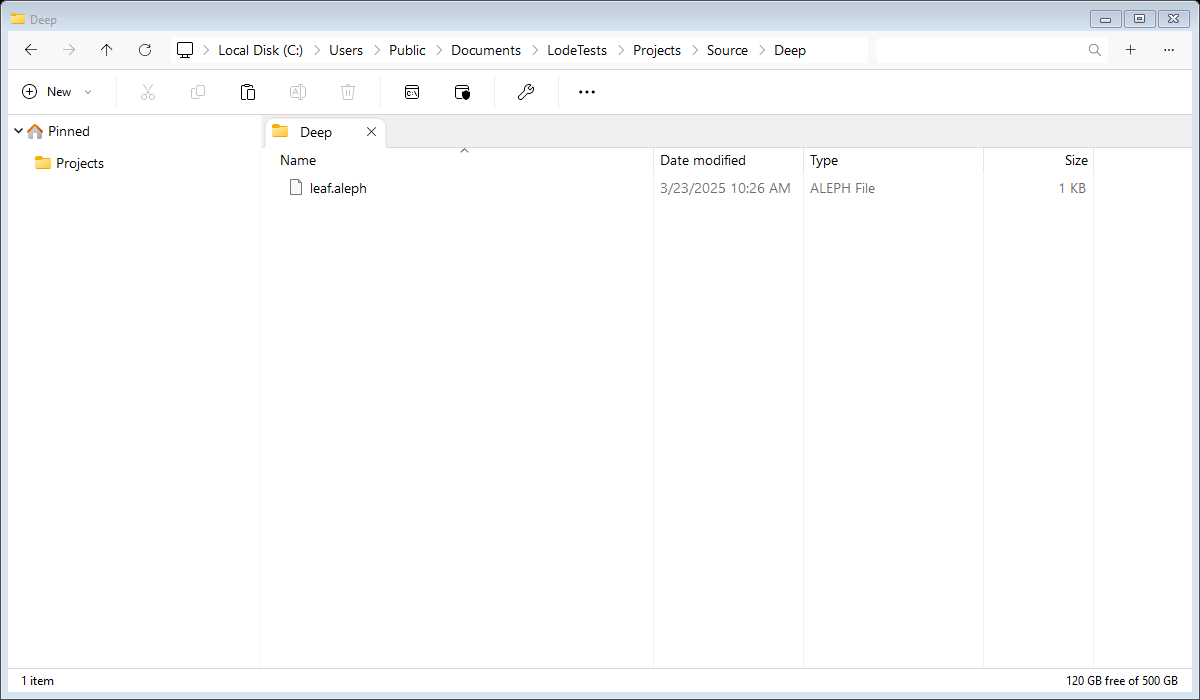 Deep
Local Disk (C:) Users Public Documents LodeTests Projects Source Deep
New
Pinned
Projects
Deep
Name Date modified Type Size
leaf.aleph 3/23/2025 10:26 AM ALEPH File 1 KB
1 item
120 GB free of 500 GB